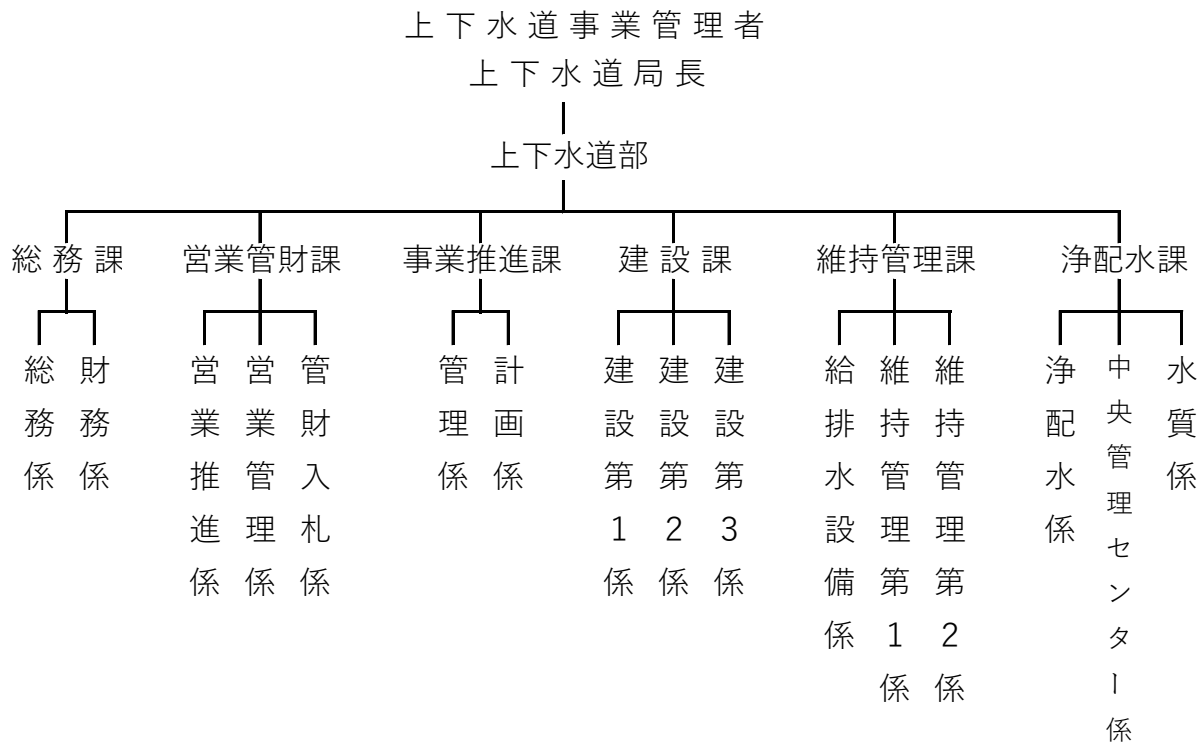 上下水道事業管理者
上下水道局長
上下水道部
総務課
営業管財課
事業推進課
建設課
維持管理課
浄配水課
総務係
財務係
営業推進係
営業管理係
管財入札係
管理係
計画係
建設第1係
建設第2係
建設第3係
給排水設備係
維持管理第1係
維持管理第2係
浄配水係
中央管理センター係
水質係